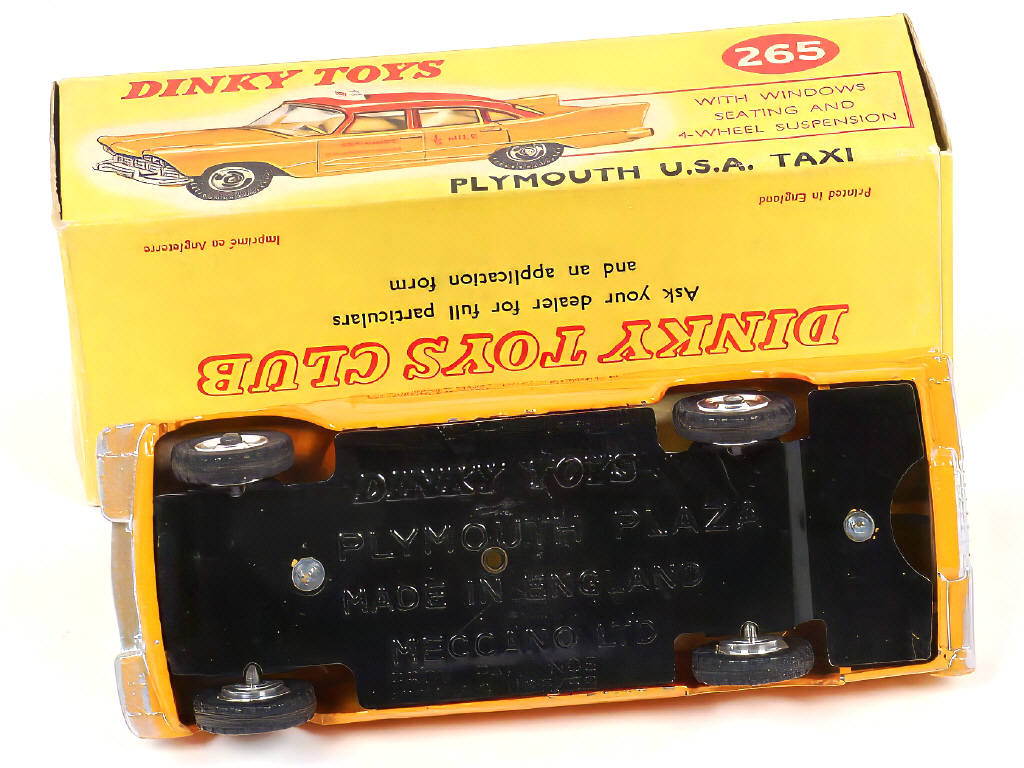 DINKY TOYS
265
WITH WINDOWS
SEATING AND
4-WHEEL SUSPENSION
PLYMOUTH U.S.A. TAXI
Printed in England
Imprimé en Angleterre
DINKY TOYS CLUB
Ask your dealer for full particulars
and an application form
DINKY TOYS
PLYMOUTH PLAZA
MADE IN ENGLAND
MECCANO LTD